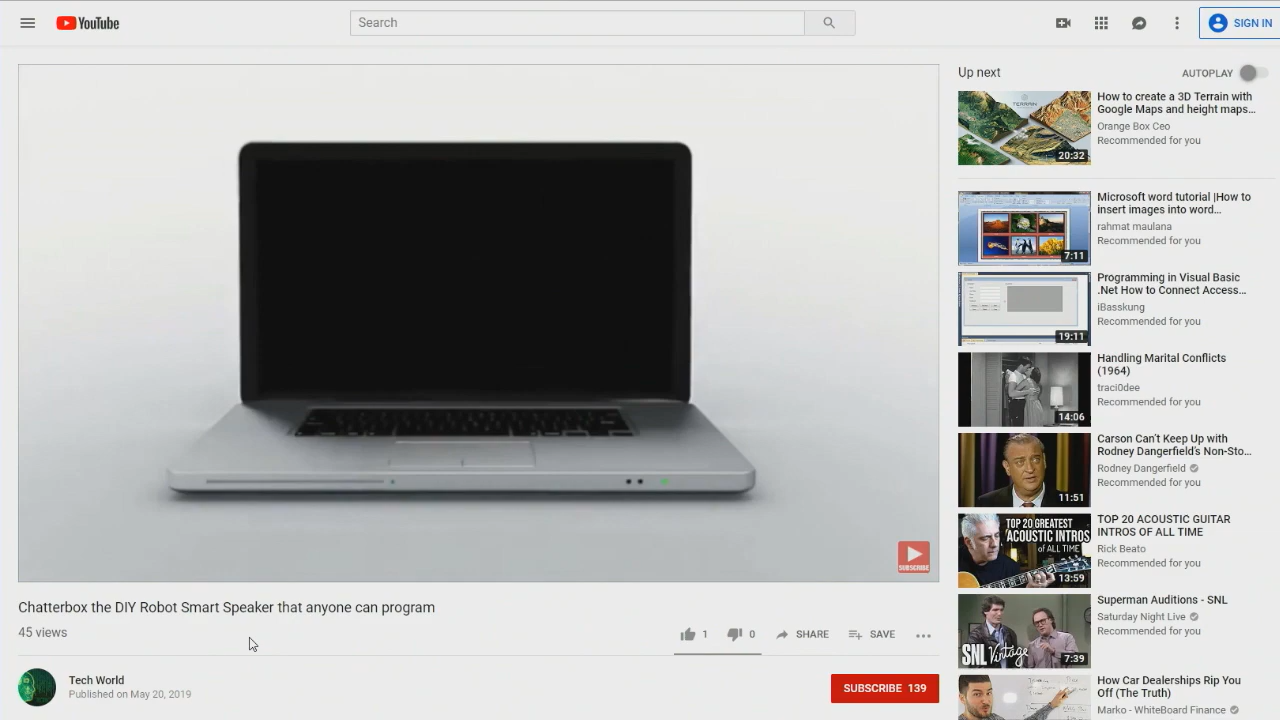 YouTube
Search
SIGN IN
SUBSCRIBE
Chatterbox the DIY Robot Smart Speaker that anyone can program
45 views
1
0
SHARE
SAVE
Tech World
Published on May 20, 2019
SUBSCRIBE 139
Up next
AUTOPLAY
TERRAIN
20:32
How to create a 3D Terrain with
Google Maps and height maps...
Orange Box Ceo
Recommended for you
7:11
Microsoft word tutorial |How to
insert images into word...
rahmat maulana
Recommended for you
19:11
Programming in Visual Basic
.Net How to Connect Access...
iBasskung
Recommended for you
14:06
Handling Marital Conflicts
(1964)
traci0dee
Recommended for you
11:51
Carson Can't Keep Up with
Rodney Dangerfield's Non-Sto...
Rodney Dangerfield
Recommended for you
TOP 20 GREATEST
ACOUSTIC INTROS
of ALL TIME
13:59
TOP 20 ACOUSTIC GUITAR
INTROS OF ALL TIME
Rick Beato
Recommended for you
SNL Vintage
7:39
Superman Auditions - SNL
Saturday Night Live
Recommended for you
How Car Dealerships Rip You
Off (The Truth)
Marko - WhiteBoard Finance